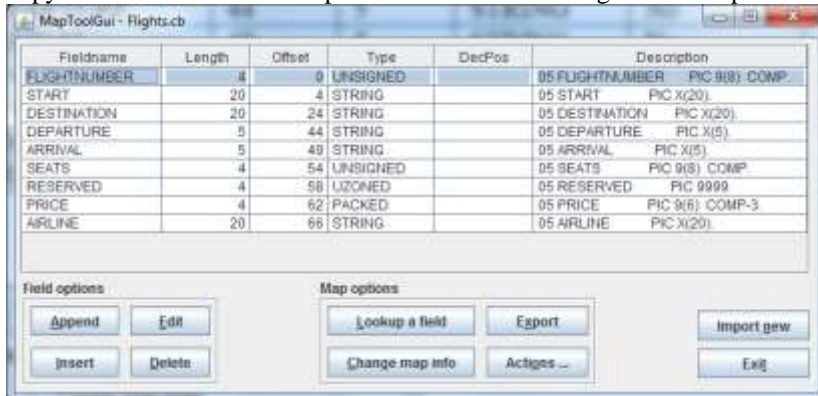 MapToolGui - Flights.cb
Fieldname Length Offset Type DecPos Description
FLIGHTNUMBER 4 0 UNSIGNED 05 FLIGHTNUMBER PIC 9(8) COMP.
START 20 4 STRING 05 START PIC X(20).
DESTINATION 20 24 STRING 05 DESTINATION PIC X(20).
DEPARTURE 5 44 STRING 05 DEPARTURE PIC X(5).
ARRIVAL 5 49 STRING 05 ARRIVAL PIC X(5).
SEATS 4 54 UNSIGNED 05 SEATS PIC 9(8) COMP.
RESERVED 4 58 UZONED 05 RESERVED PIC 9999.
PRICE 4 62 PACKED 05 PRICE PIC 9(6) COMP-3.
AIRLINE 20 66 STRING 05 AIRLINE PIC X(20).
Field options Map options
Append Edit Lookup a field Export Import new
Insert Delete Change map info Actions ... Exit